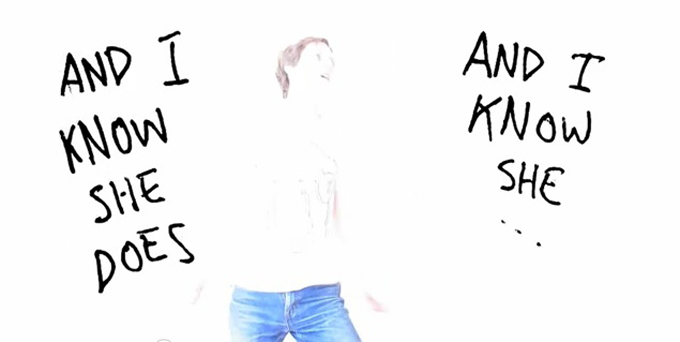 AND I
KNOW
SHE
DOES
AND I
KNOW
SHE
...